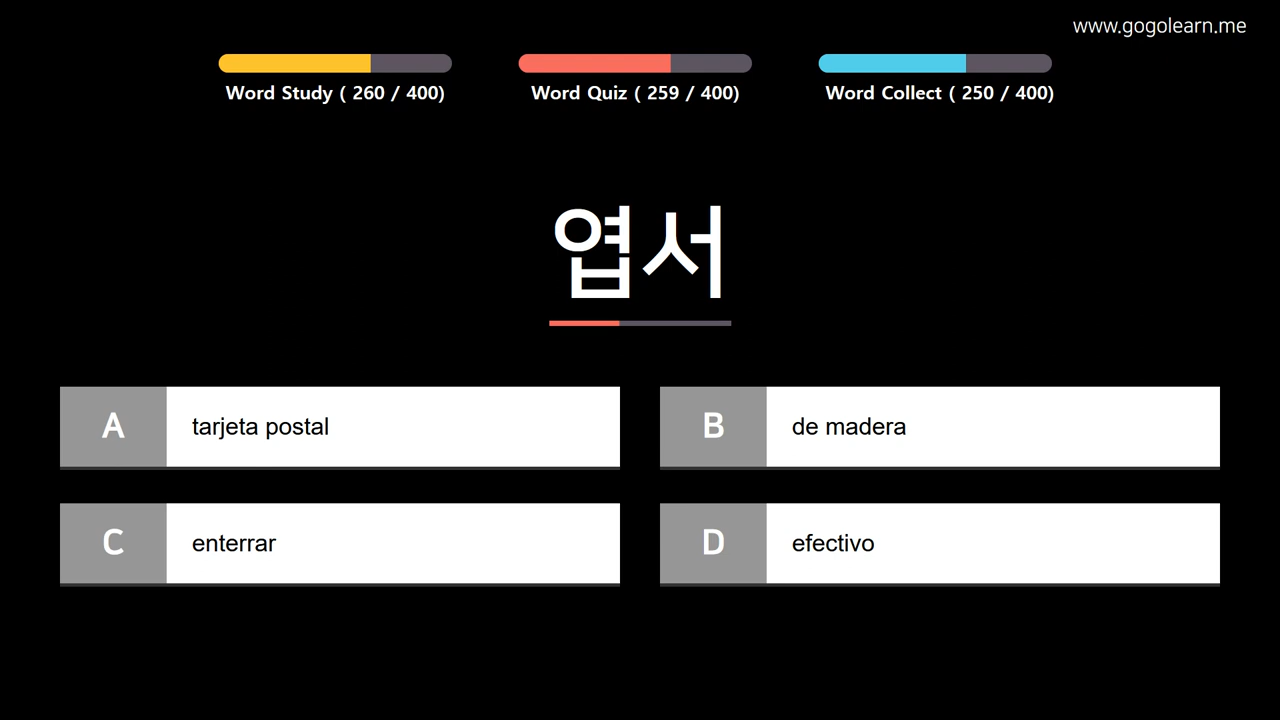 www.gogolearn.me
Word Study ( 260 / 400)
Word Quiz ( 259 / 400)
Word Collect ( 250 / 400)
엽서
A tarjeta postal
B de madera
C enterrar
D efectivo